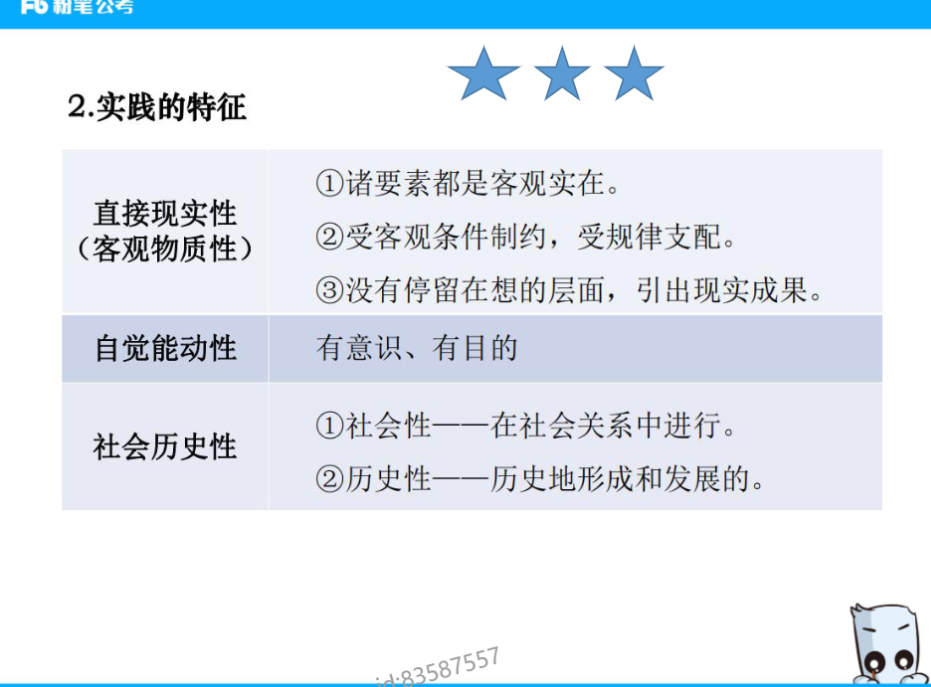 粉笔公考
2.实践的特征
直接现实性
（客观物质性）
①诸要素都是客观实在。
②受客观条件制约，受规律支配。
③没有停留在想的层面，引出现实成果。
自觉能动性
有意识、有目的
社会历史性
①社会性——在社会关系中进行。
②历史性——历史地形成和发展的。
id:83587557